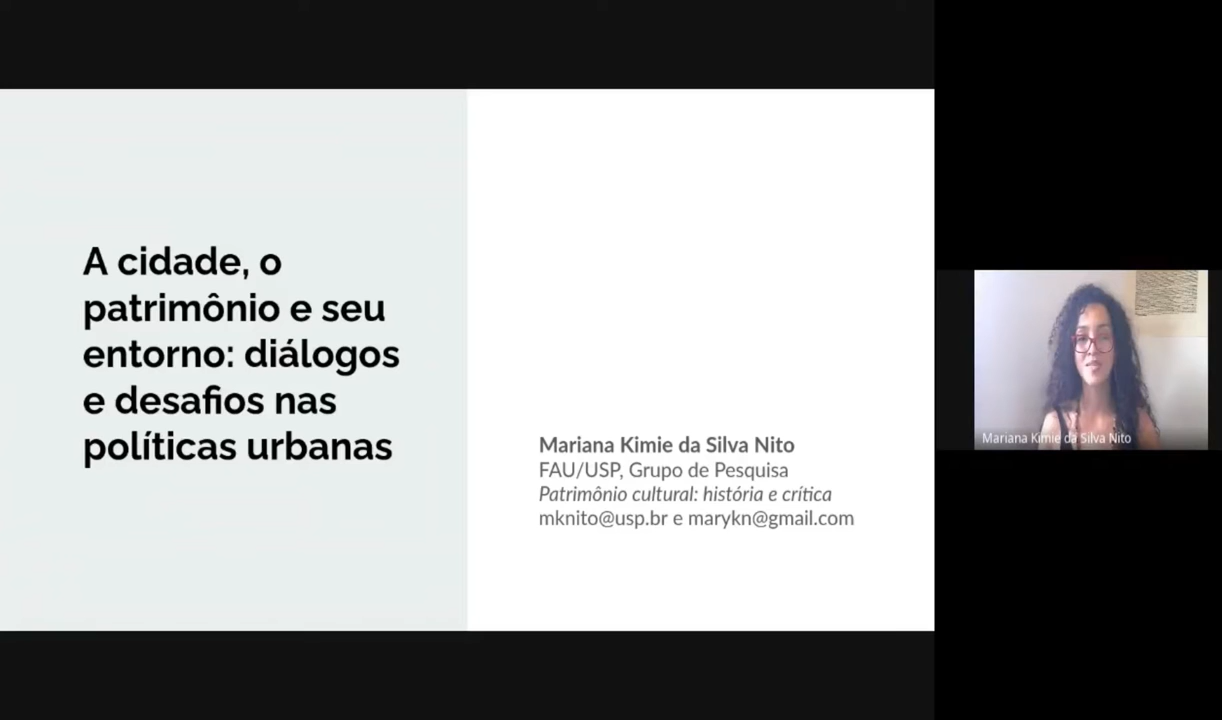 A cidade, o
patrimônio e seu
entorno: diálogos
e desafios nas
políticas urbanas
Mariana Kimie da Silva Nito
FAU/USP, Grupo de Pesquisa
Patrimônio cultural: história e crítica
mknito@usp.br e marykn@gmail.com
Mariana Kimie da Silva Nito